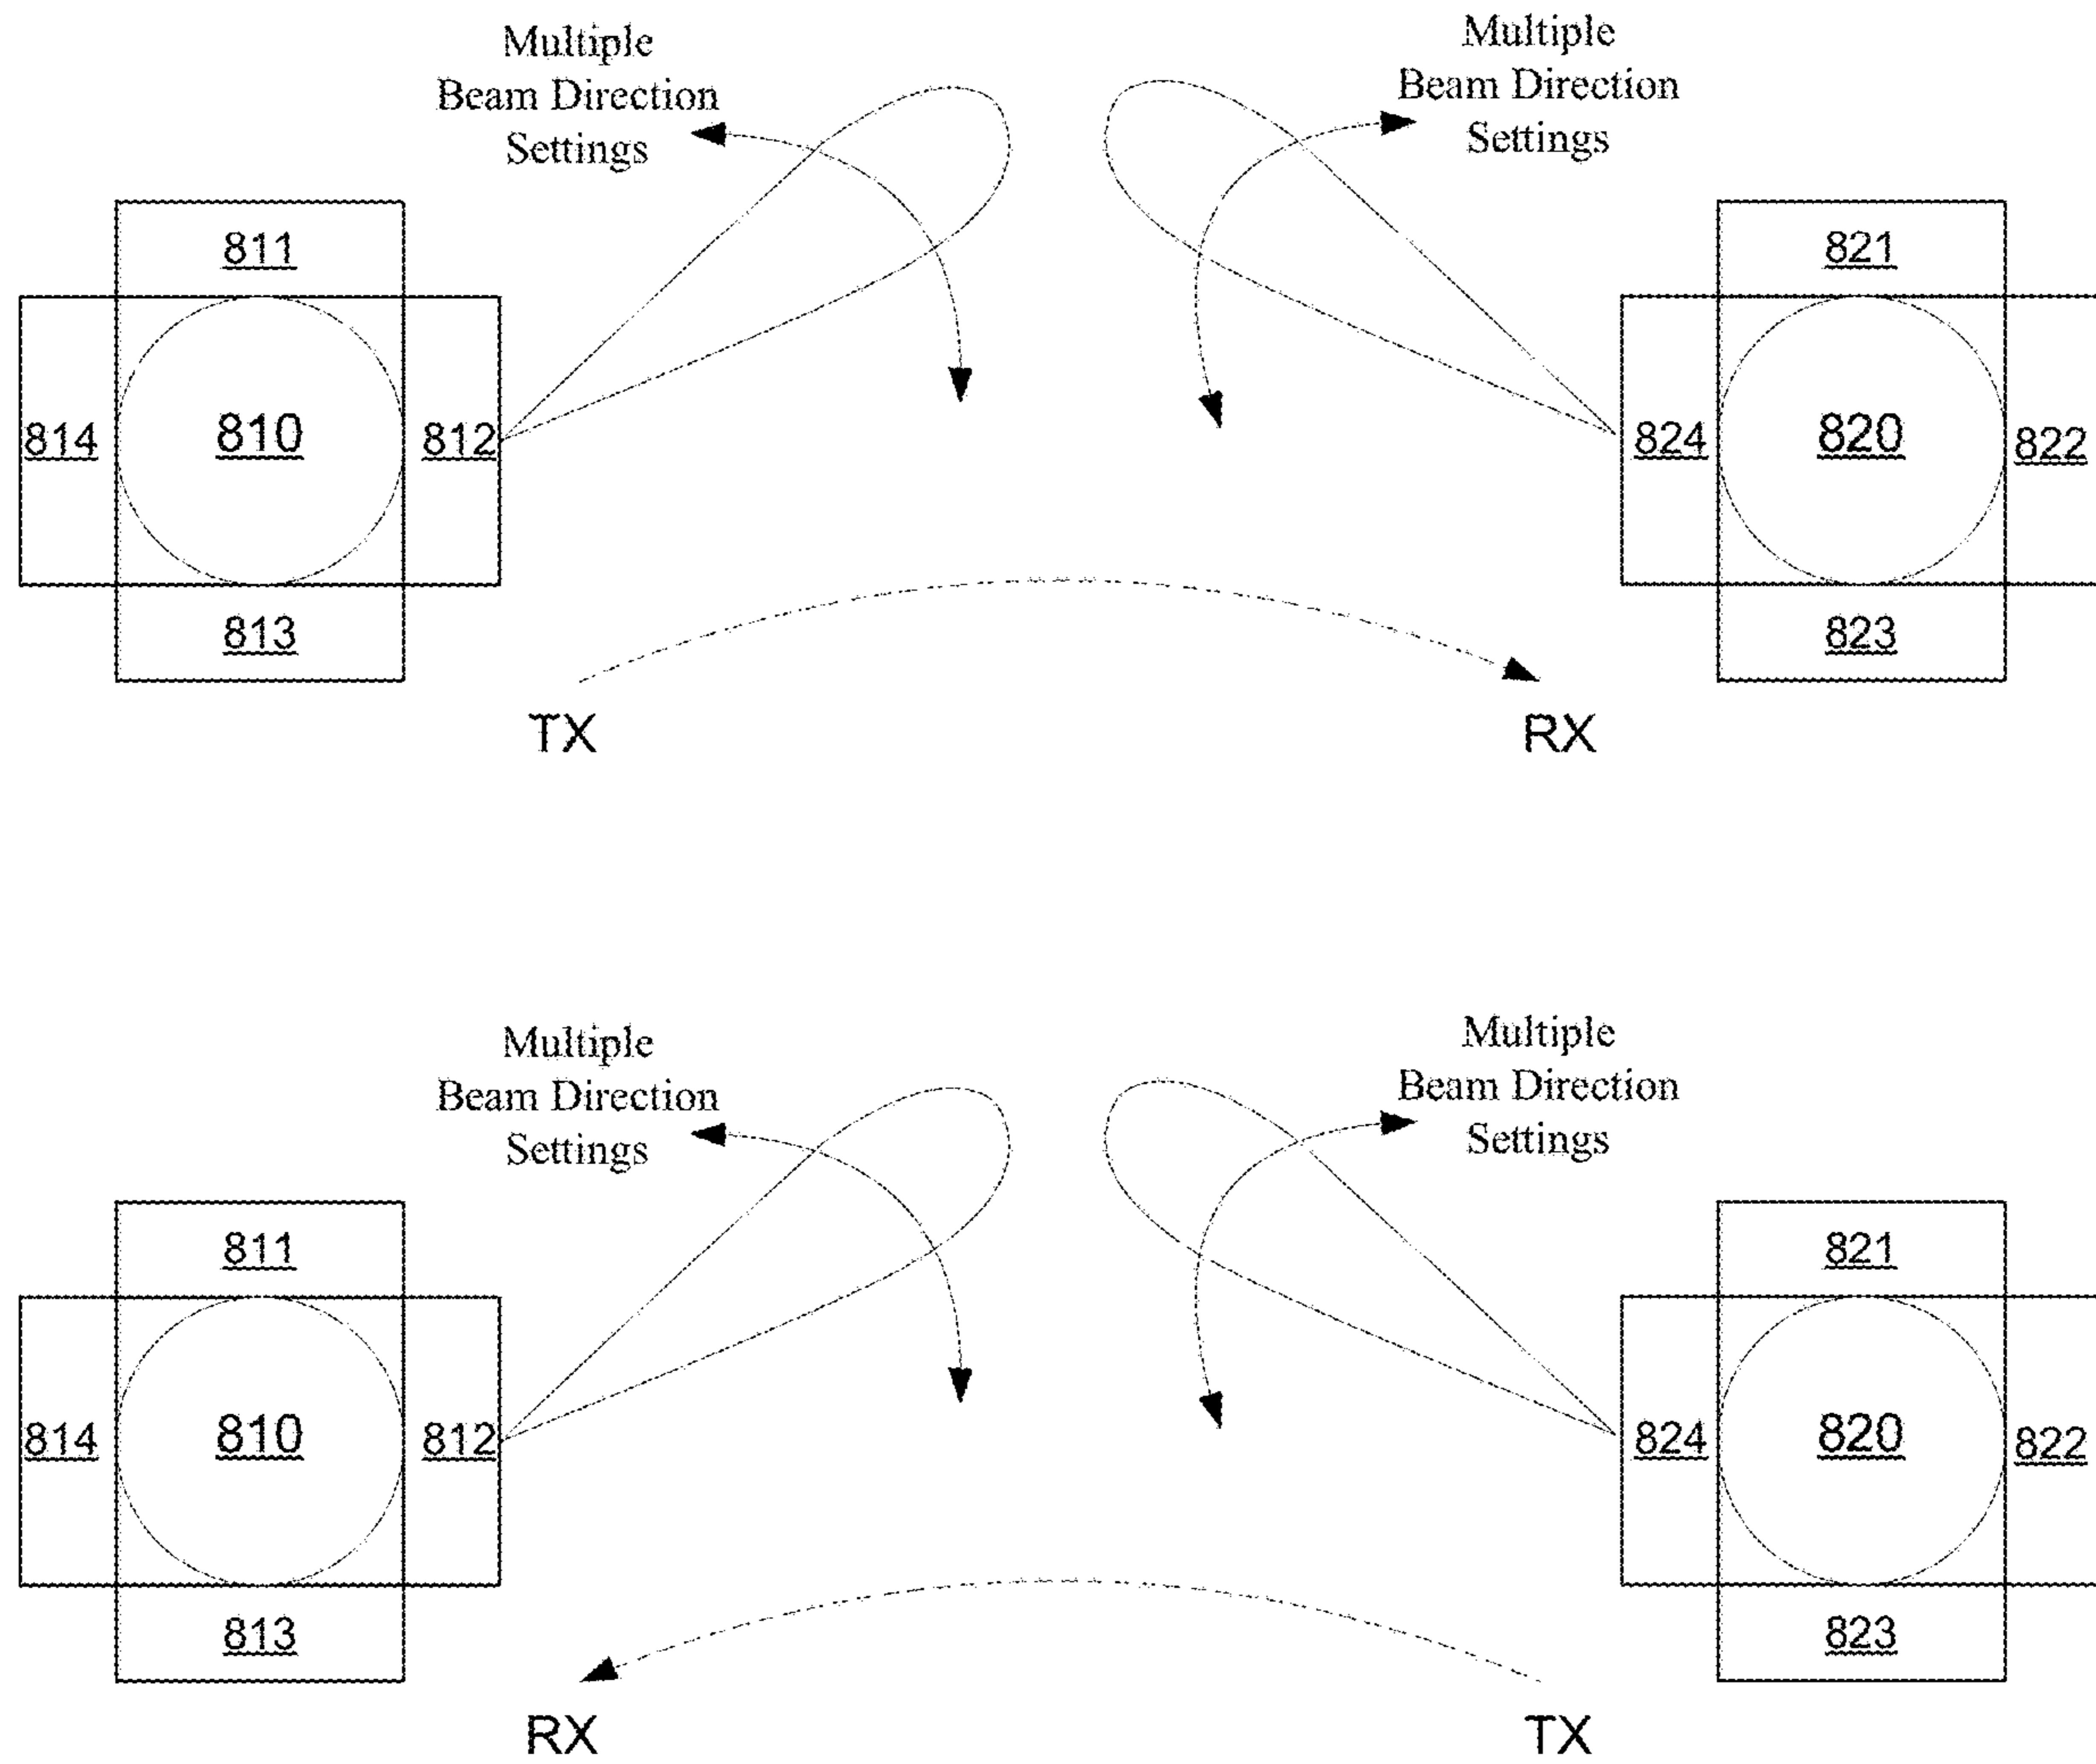 Multiple
Beam Direction
Settings
Multiple
Beam Direction
Settings
811
821
814
810
812
824
820
822
813
823
TX
RX
Multiple
Beam Direction
Settings
Multiple
Beam Direction
Settings
811
821
814
810
812
824
820
822
813
823
RX
TX